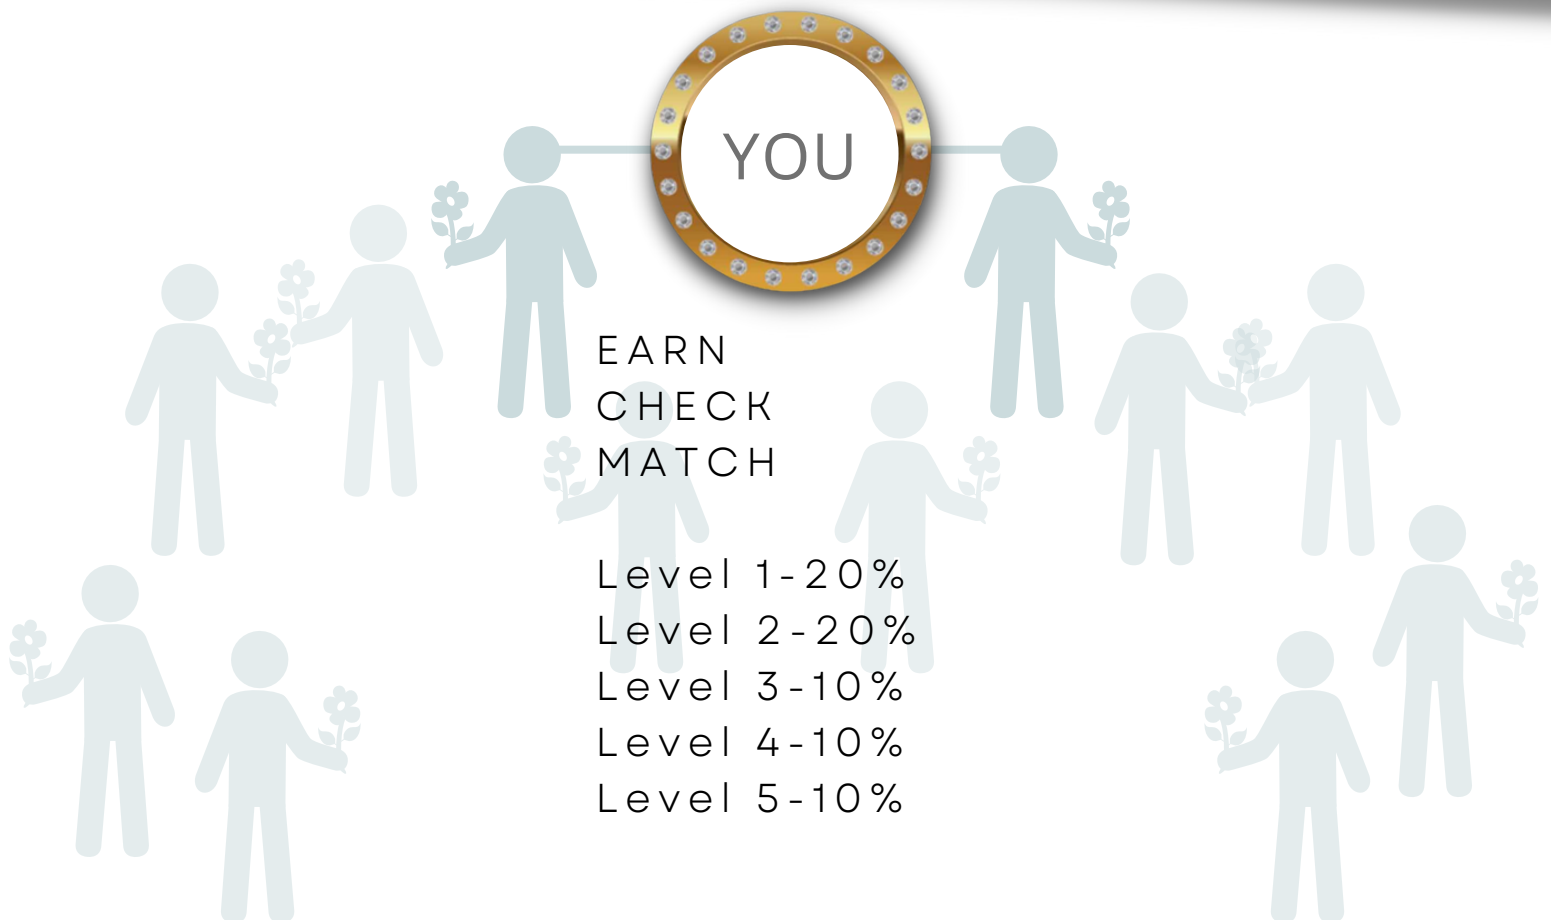 YOU
EARN
CHECK
MATCH
Level 1-20%
Level 2-20%
Level 3-10%
Level 4-10%
Level 5-10%